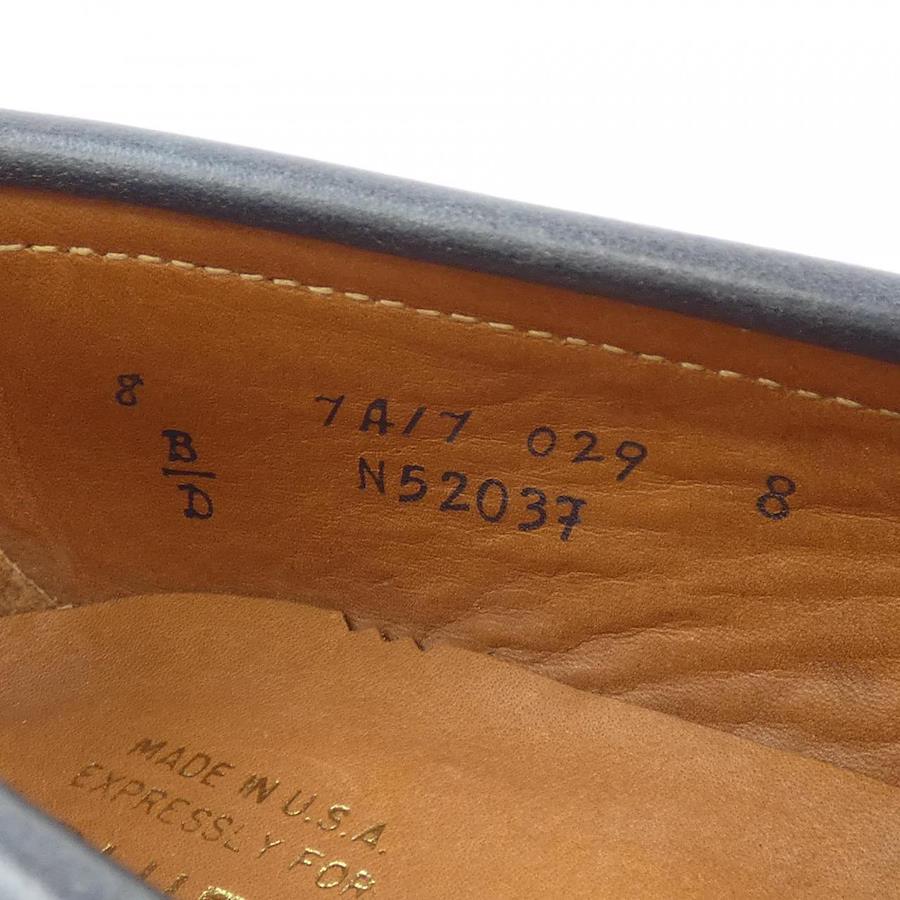 8 7A/7 029 8
B/D N52037
MADE IN U.S.A.
EXPRESSLY FOR